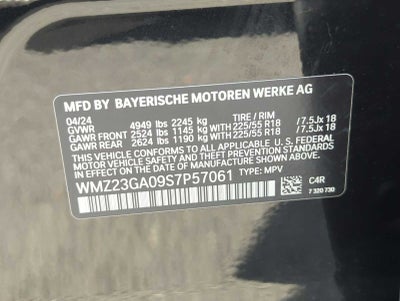 MFD BY BAYERISCHE MOTOREN WERKE AG
04/24 TIRE / RIM
GVWR 4949 lbs 2245 kg
GAWR FRONT 2524 lbs 1145 kg 225/55 R18 / 7.5Jx 18
GAWR REAR 2624 lbs 1190 kg 225/55 R18 / 7.5Jx 18
THIS VEHICLE CONFORMS TO ALL APPLICABLE U.S. FEDERAL
MOTOR VEHICLE SAFETY, BUMPER, AND THEFT PREVENTION
STANDARDS IN EFFECT ON THE DATE OF MANUFACTURE SHOWN ABOVE.
WMZ23GA09S7P57061 TYPE: MPV
C4R
7 320 730